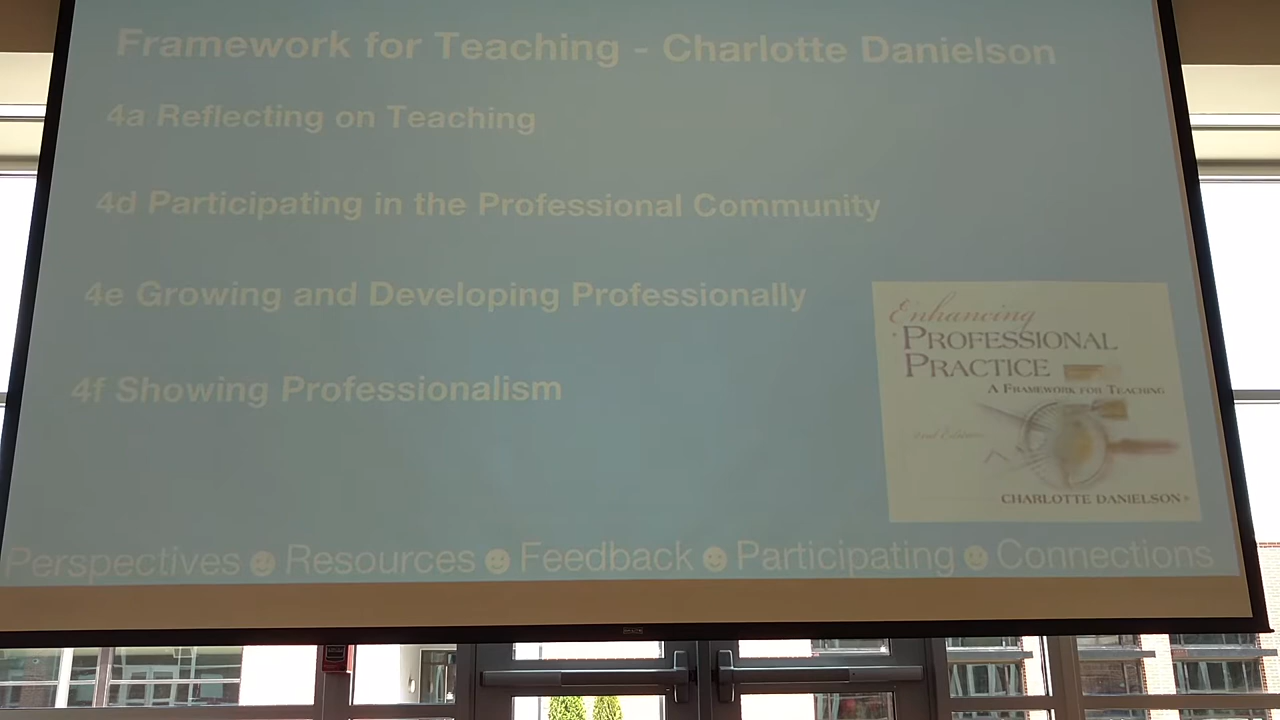 Framework for Teaching - Charlotte Danielson
4a Reflecting on Teaching
4d Participating in the Professional Community
4e Growing and Developing Professionally
4f Showing Professionalism
Enhancing
PROFESSIONAL
PRACTICE
A FRAMEWORK FOR TEACHING
2nd Edition
CHARLOTTE DANIELSON
Perspectives Resources Feedback Participating Connections